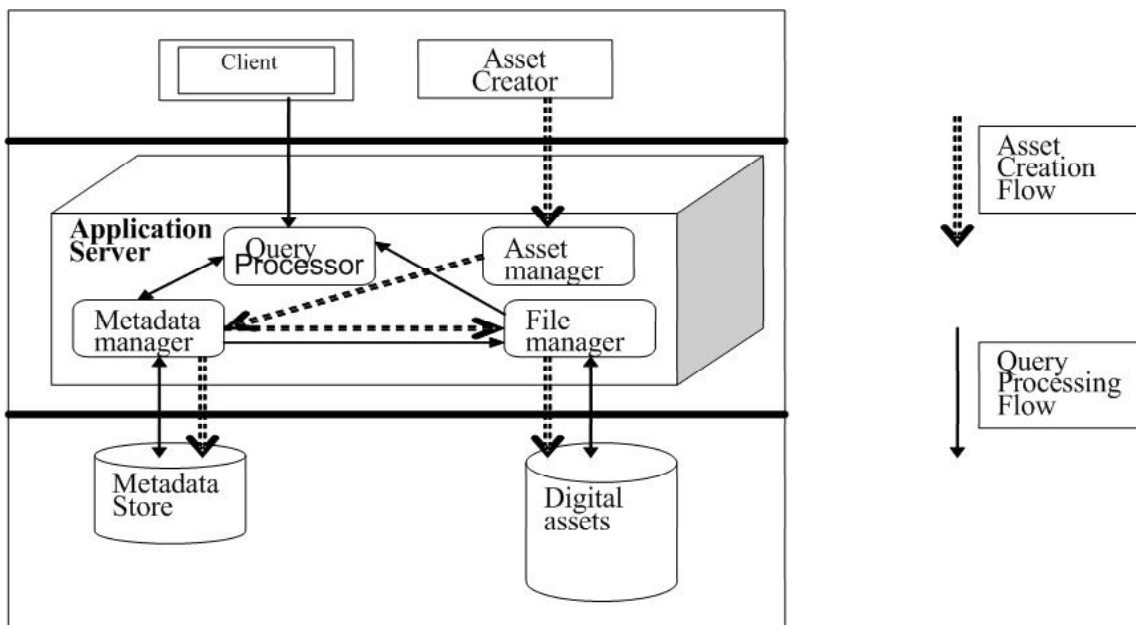 Client
Asset
Creator
Application
Server
Query
Processor
Asset
manager
Metadata
manager
File
manager
Metadata
Store
Digital
assets
Asset
Creation
Flow
Query
Processing
Flow